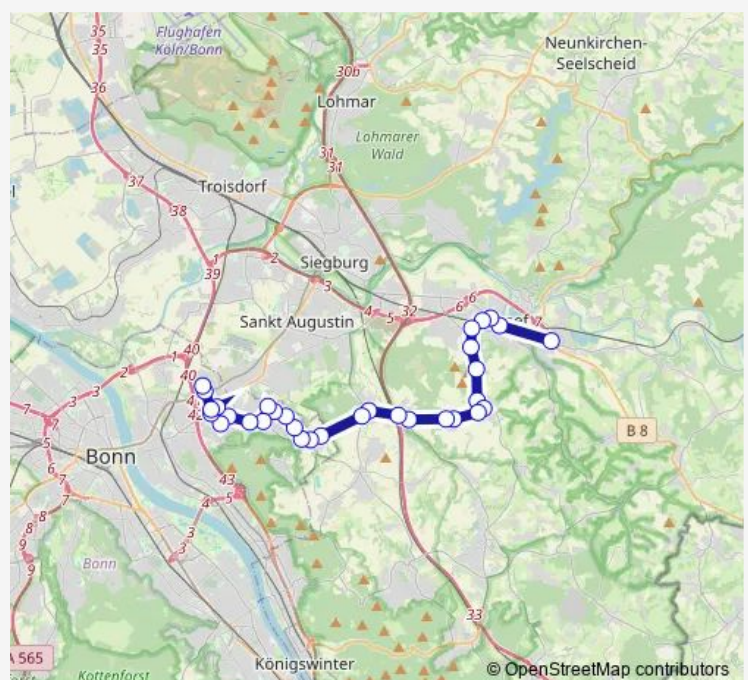 Flughafen
Köln/Bonn
35
35
36
30b
Neunkirchen-
Seelscheid
Lohmar
Lohmarer
Wald
31
31
37
Troisdorf
38
1
2
39
Siegburg
3
Sankt Augustin
4
5
32
6
6
7
1
40
40
2
3
3
7
7
5
Bonn
6
7
7
8
8
9
9
43
4
5
3
3
B 8
Bonn
33
A 565
Königswinter
Kottenforst
© OpenStreetMap contributors